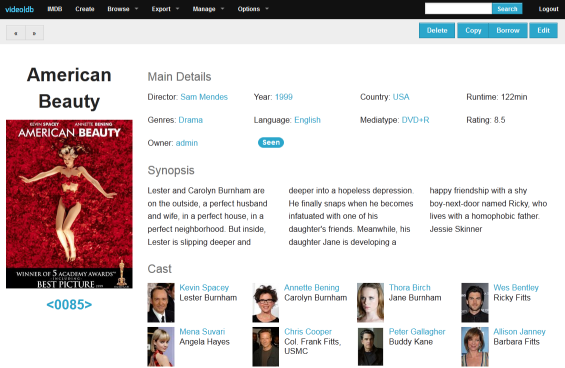 videoldb IMDB Create Browse Export Manage Options Search Logout
« » Delete Copy Borrow Edit
American
Beauty
KEVIN SPACEY ANNETTE BENING
AMERICAN BEAUTY
WINNER OF 5 ACADEMY AWARDS
INCLUDING
BEST PICTURE
<0085>
Main Details
Director: Sam Mendes Year: 1999 Country: USA Runtime: 122min
Genres: Drama Language: English Mediatype: DVD+R Rating: 8.5
Owner: admin Seen
Synopsis
Lester and Carolyn Burnham are
on the outside, a perfect husband
and wife, in a perfect house, in a
perfect neighborhood. But inside,
Lester is slipping deeper and
deeper into a hopeless depression.
He finally snaps when he becomes
infatuated with one of his
daughter's friends. Meanwhile, his
daughter Jane is developing a
happy friendship with a shy
boy-next-door named Ricky, who
lives with a homophobic father.
Jessie Skinner
Cast
Kevin Spacey Annette Bening Thora Birch Wes Bentley
Lester Burnham Carolyn Burnham Jane Burnham Ricky Fitts
Mena Suvari Chris Cooper Peter Gallagher Allison Janney
Angela Hayes Col. Frank Fitts, Buddy Kane Barbara Fitts
USMC